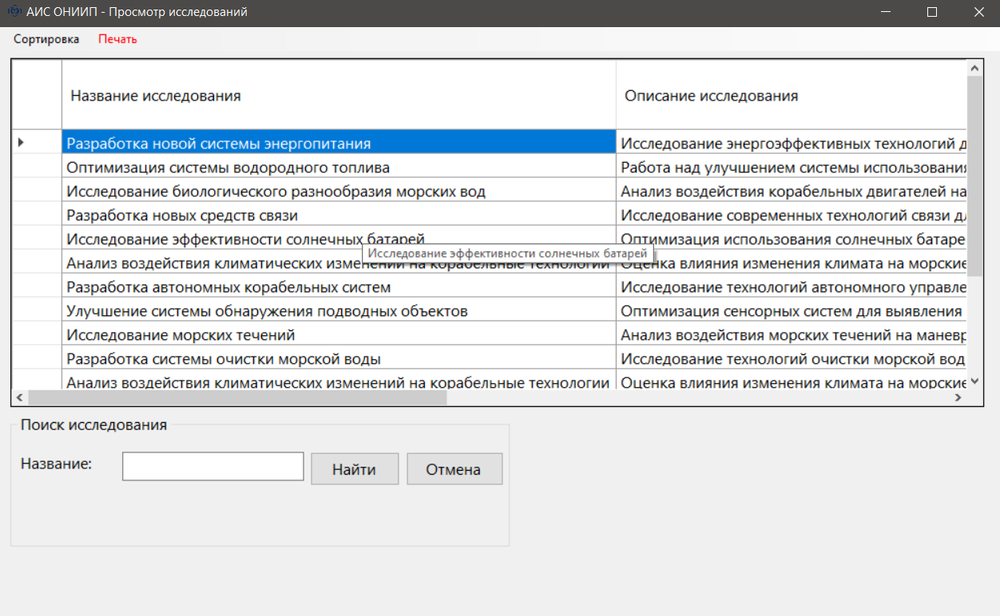 АИС ОНИИП - Просмотр исследований
Сортировка Печать
Название исследования Описание исследования
Разработка новой системы энергопитания Исследование энергоэффективных технологий д
Оптимизация системы водородного топлива Работа над улучшением системы использования
Исследование биологического разнообразия морских вод Анализ воздействия корабельных двигателей на
Разработка новых средств связи Исследование современных технологий связи дл
Исследование эффективности солнечных батарей Оптимизация использования солнечных батаре
Исследование эффективности солнечных батарей
Анализ воздействия климатических изменений на корабельные технологии Оценка влияния изменения климата на морские
Разработка автономных корабельных систем Исследование технологий автономного управле
Улучшение системы обнаружения подводных объектов Оптимизация сенсорных систем для выявления
Исследование морских течений Анализ воздействия морских течений на маневр
Разработка системы очистки морской воды Исследование технологий очистки морской вод
Анализ воздействия климатических изменений на корабельные технологии Оценка влияния изменения климата на морские
Поиск исследования
Название: Найти Отмена